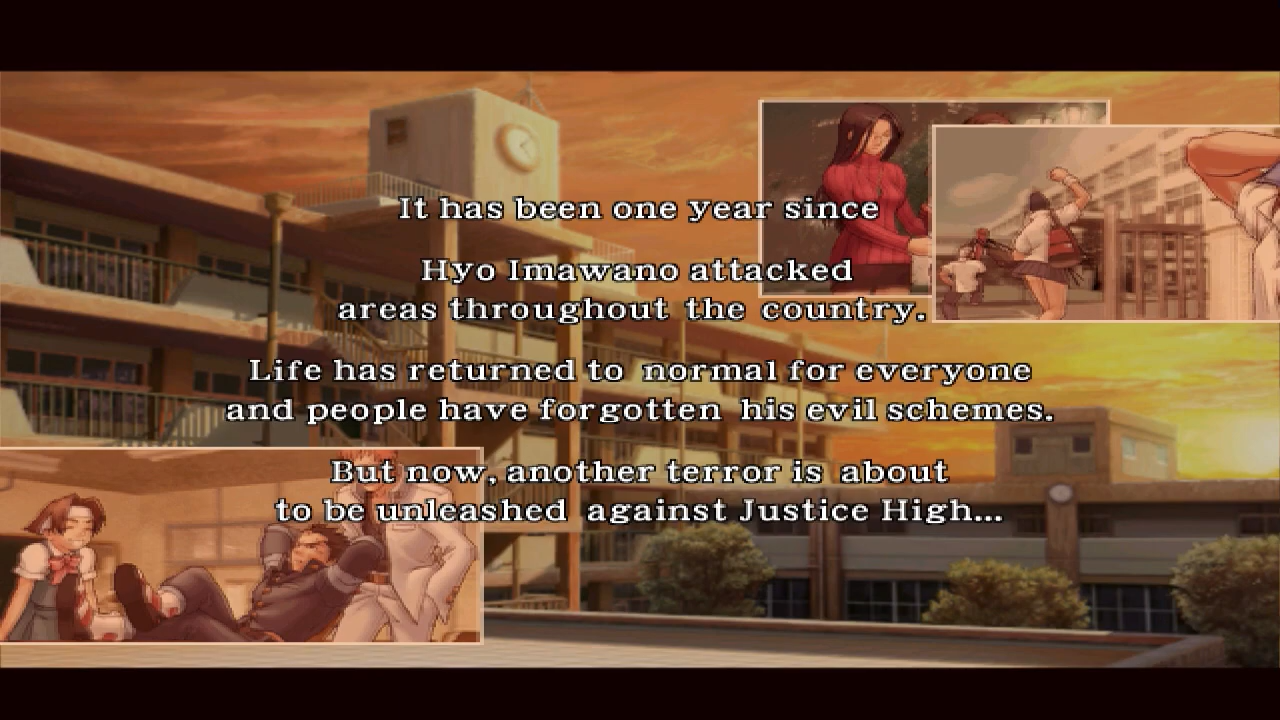 It has been one year since
Hyo Imawano attacked
areas throughout the country.
Life has returned to normal for everyone
and people have forgotten his evil schemes.
But now, another terror is about
to be unleashed against Justice High...